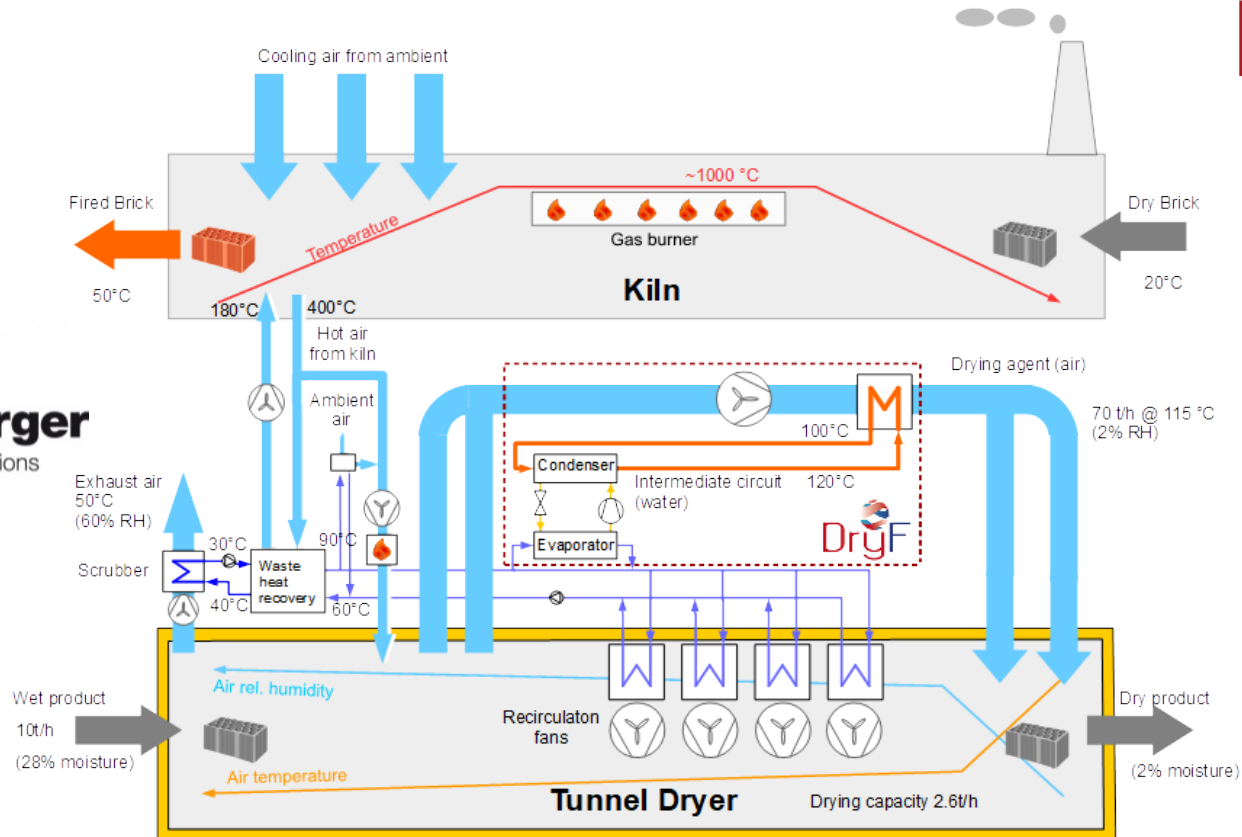 Cooling air from ambient
~1000 °C
Fired Brick
Temperature
Gas burner
Dry Brick
50°C
Kiln
20°C
180°C
400°C
Hot air
from kiln
Drying agent (air)
Ambient
air
70 t/h @ 115 °C
(2% RH)
rger
ions
100°C
Condenser
Intermediate circuit
(water)
120°C
Exhaust air
50°C
(60% RH)
DryF
30°C
90°C
Evaporator
Scrubber
Waste
heat
recovery
40°C
60°C
Air rel. humidity
Wet product
10t/h
(28% moisture)
Recirculaton
fans
Dry product
(2% moisture)
Air temperature
Tunnel Dryer
Drying capacity 2.6t/h